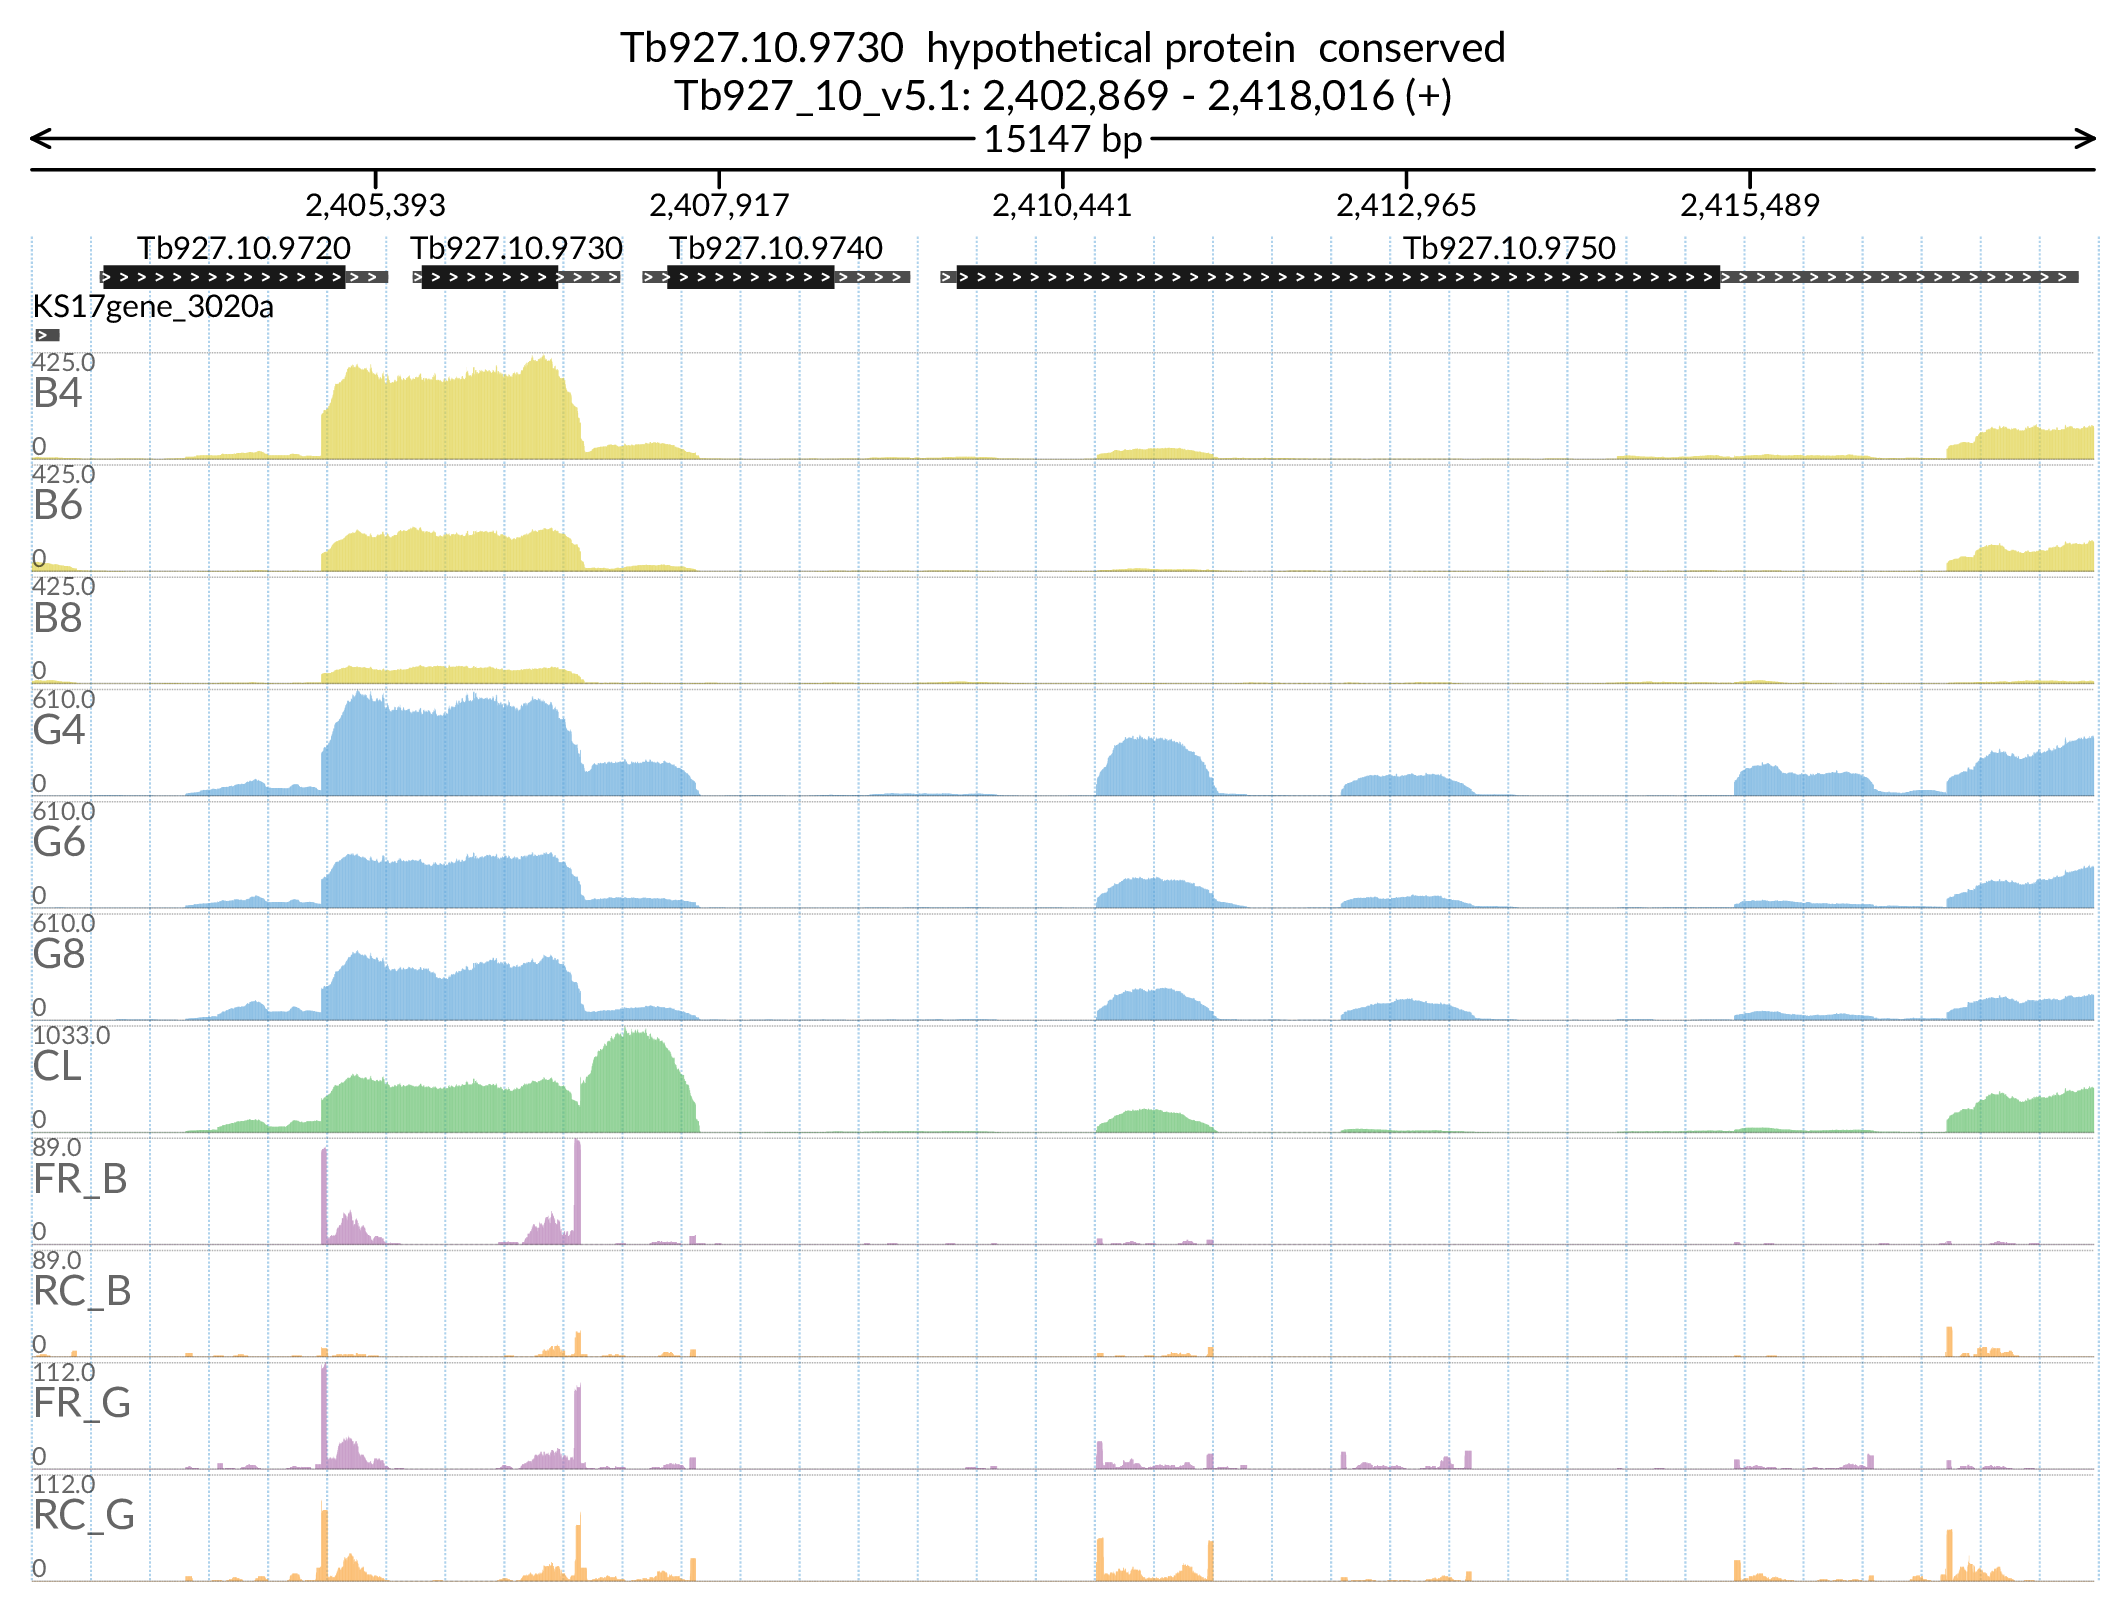 Tb927.10.9730  hypothetical protein  conserved
Tb927_10_v5.1: 2,402,869 - 2,418,016 (+)
15147 bp
2,405,393 2,407,917 2,410,441 2,412,965 2,415,489
Tb927.10.9720 Tb927.10.9730 Tb927.10.9740 Tb927.10.9750
KS17gene_3020a
425.0
B4
0
425.0
B6
0
425.0
B8
0
610.0
G4
0
610.0
G6
0
610.0
G8
0
1033.0
CL
0
89.0
FR_B
0
89.0
RC_B
0
112.0
FR_G
0
112.0
RC_G
0